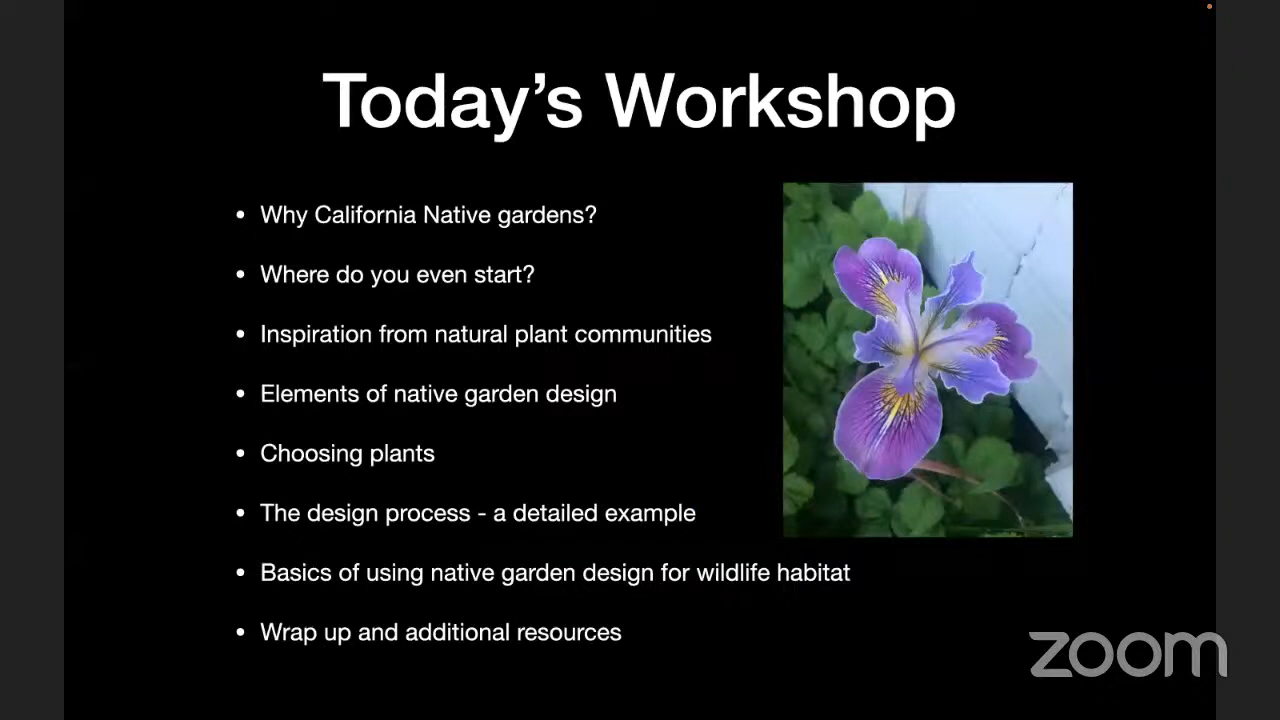 Today’s Workshop
• Why California Native gardens?
• Where do you even start?
• Inspiration from natural plant communities
• Elements of native garden design
• Choosing plants
• The design process - a detailed example
• Basics of using native garden design for wildlife habitat
• Wrap up and additional resources
zoom